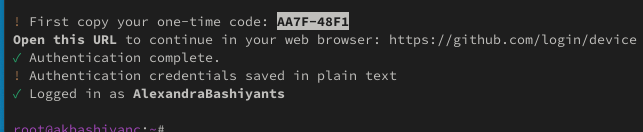 ! First copy your one-time code: AA7F-48F1
Open this URL to continue in your web browser: https://github.com/login/device
✓ Authentication complete.
! Authentication credentials saved in plain text
✓ Logged in as AlexandraBashiyants
root@akbashiyanc:~#